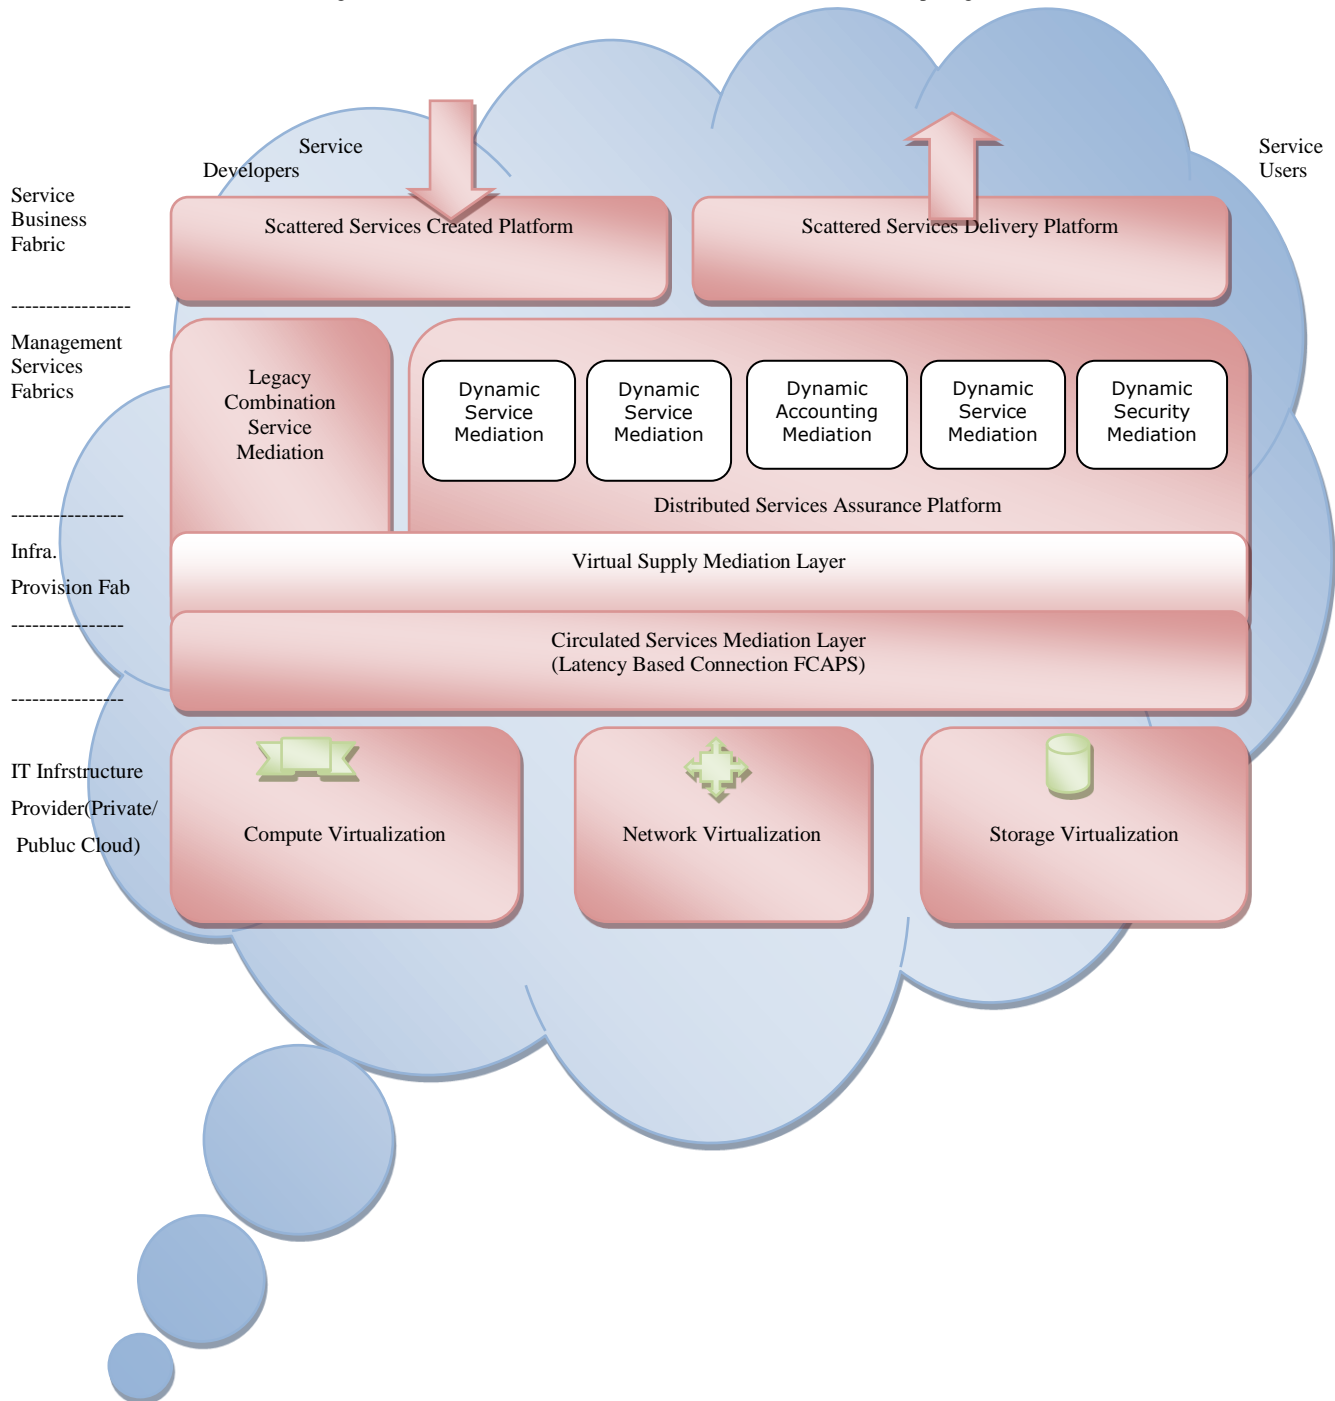 Service
Developers
Service
Users
Service
Business
Fabric
Scattered Services Created Platform
Scattered Services Delivery Platform
-----------------
Management
Services
Fabrics
Legacy
Combination
Service
Mediation
Dynamic
Service
Mediation
Dynamic
Service
Mediation
Dynamic
Accounting
Mediation
Dynamic
Service
Mediation
Dynamic
Security
Mediation
Distributed Services Assurance Platform
----------------
Infra.
Provision Fab
Virtual Supply Mediation Layer
----------------
Circulated Services Mediation Layer
(Latency Based Connection FCAPS)
----------------
IT Infrstructure
Provider(Private/
Publuc Cloud)
Compute Virtualization
Network Virtualization
Storage Virtualization